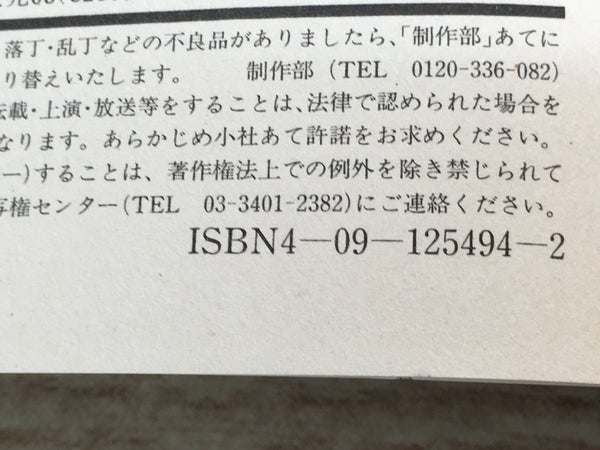 落丁・乱丁などの不良品がありましたら、「制作部」あてに
り替えいたします。　制作部(TEL　0120-336-082)
載・上演・放送等をすることは、法律で認められた場合を
なります。あらかじめ小社あて許諾をお求めください。
ー)することは、著作権法上での例外を除き禁じられて
写権センター(TEL　03-3401-2382)にご連絡ください。
ISBN4―09―125494―2